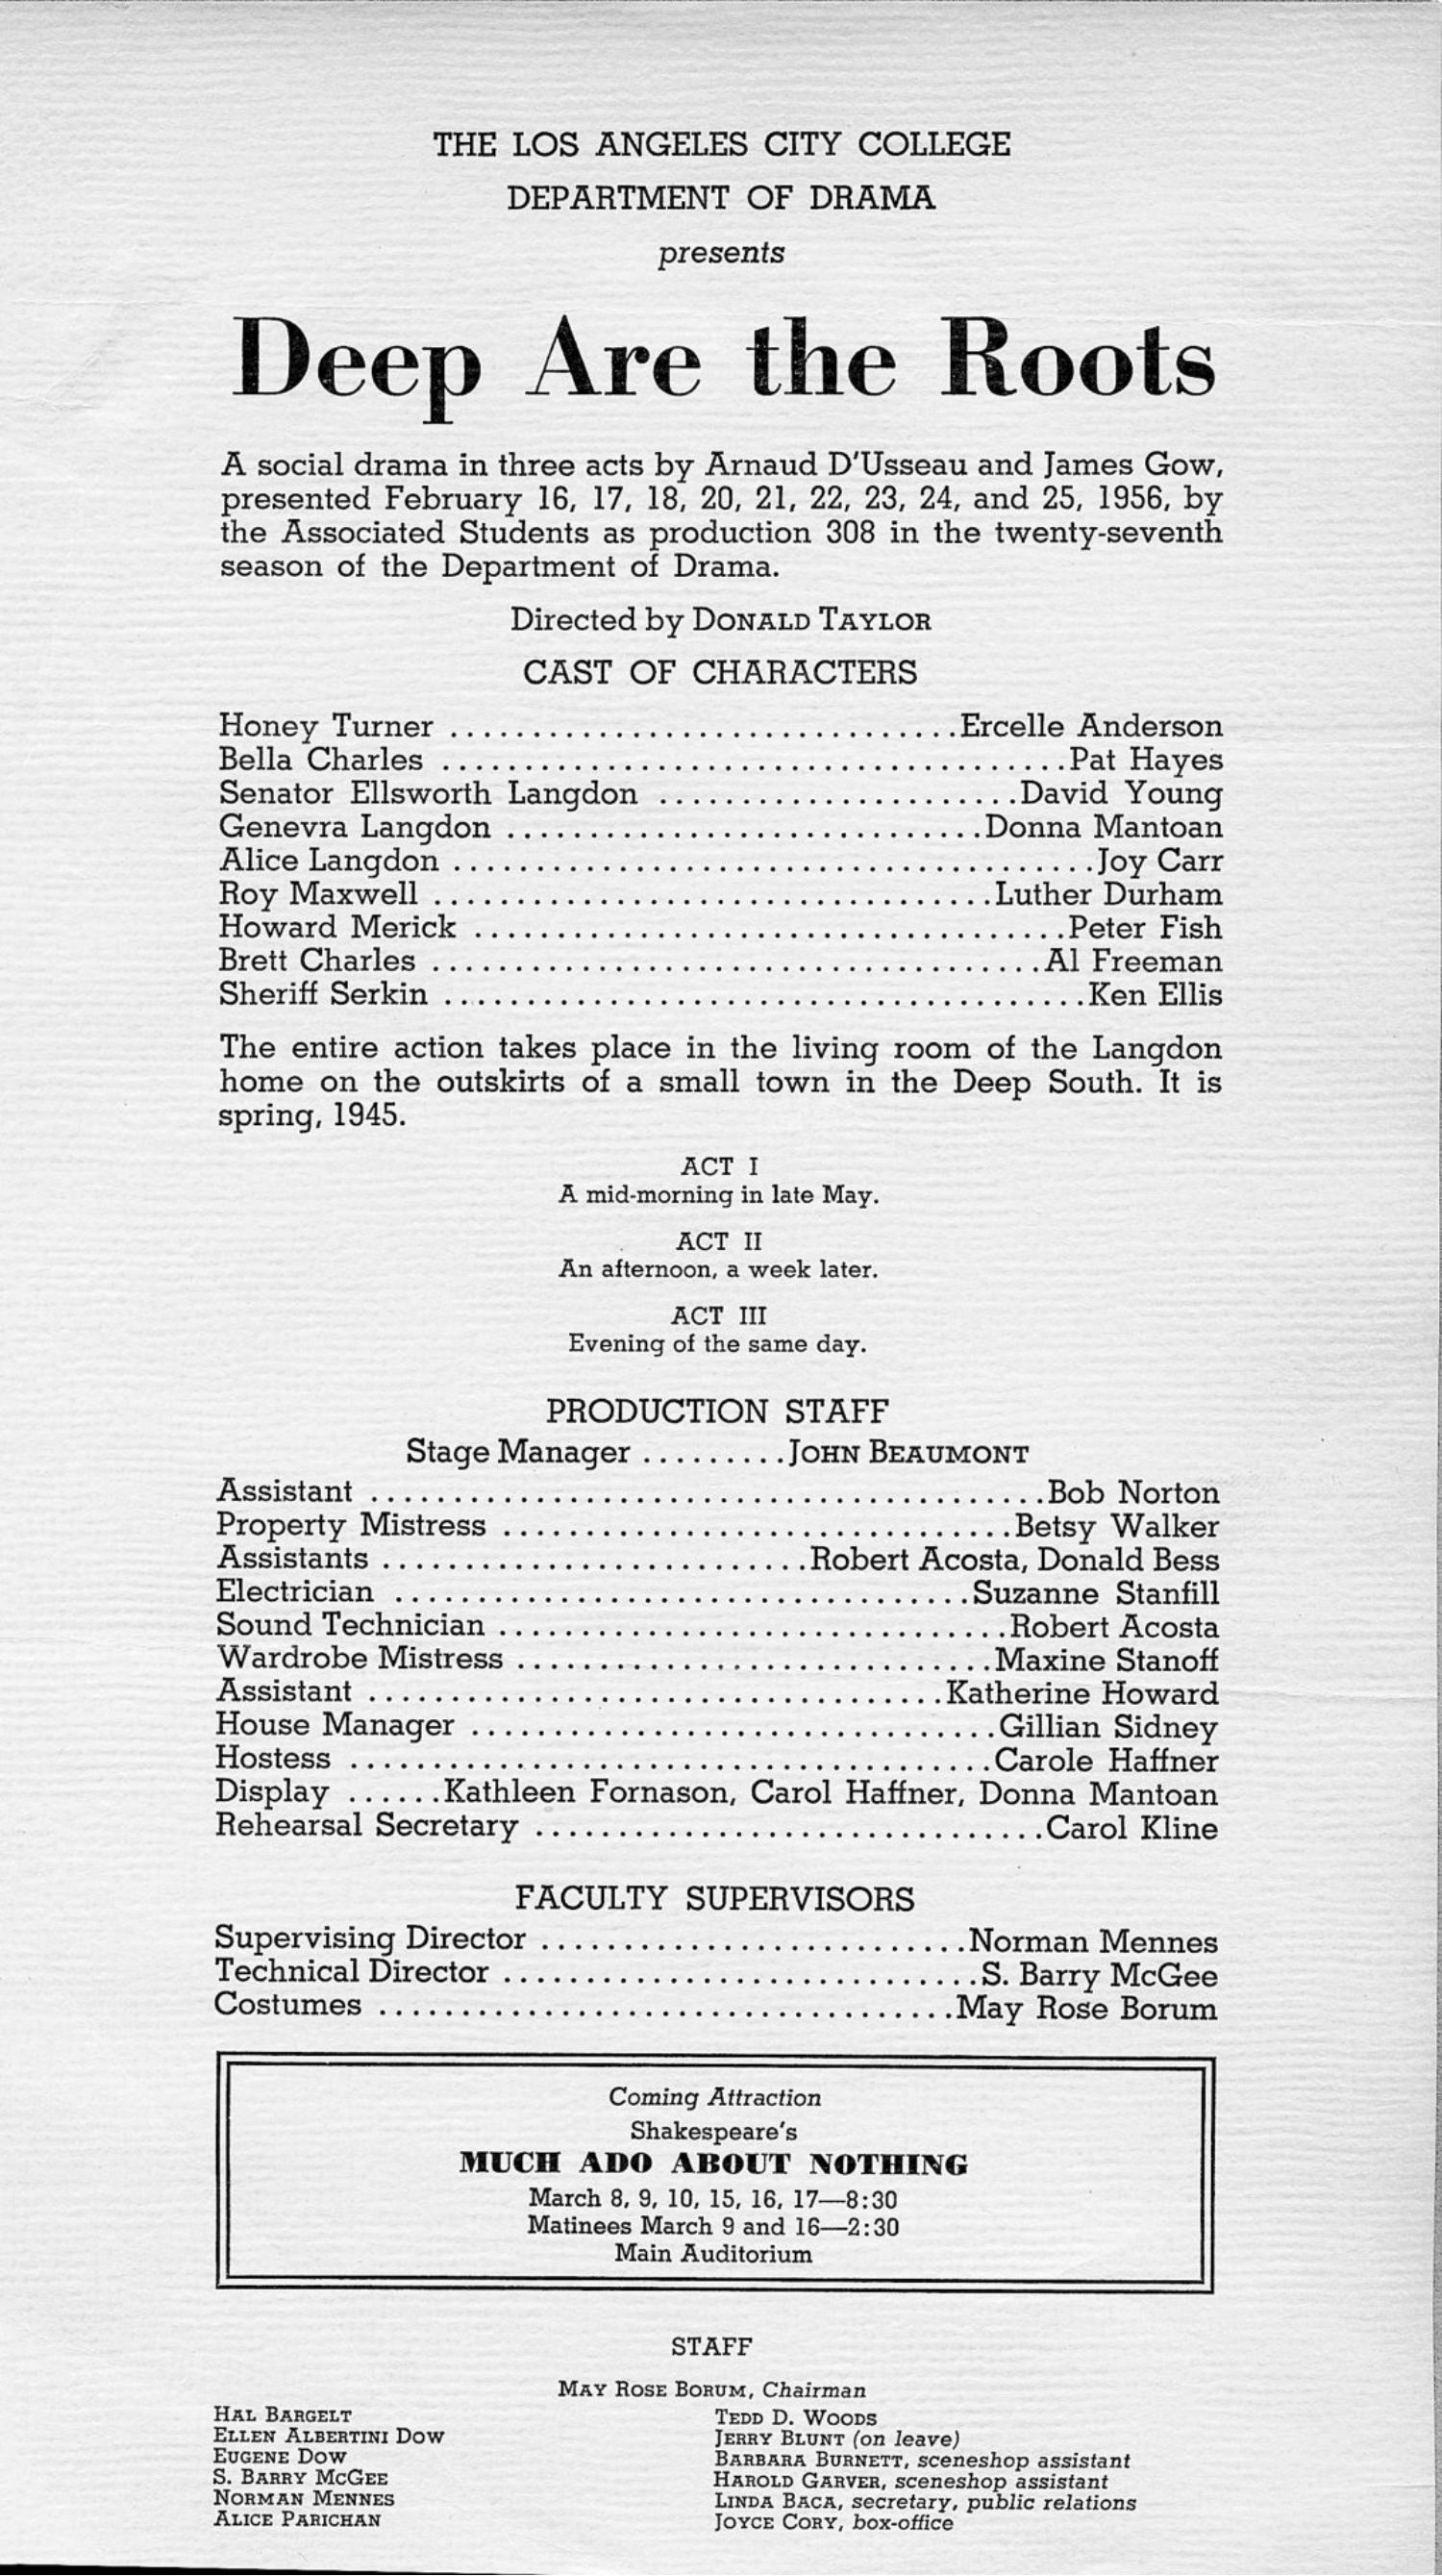 THE LOS ANGELES CITY COLLEGE
DEPARTMENT OF DRAMA
presents
Deep Are the Roots
A social drama in three acts by Arnaud D'Usseau and James Gow,
presented February 16, 17, 18, 20, 21, 22, 23, 24, and 25, 1956, by
the Associated Students as production 308 in the twenty-seventh
season of the Department of Drama.
Directed by DONALD TAYLOR
CAST OF CHARACTERS
Honey Turner ............................... Ercelle Anderson
Bella Charles ...................................... Pat Hayes
Senator Ellsworth Langdon ...................... David Young
Genevra Langdon ............................. Donna Mantoan
Alice Langdon ....................................... Joy Carr
Roy Maxwell .................................. Luther Durham
Howard Merick .................................... Peter Fish
Brett Charles ..................................... Al Freeman
Sheriff Serkin ....................................... Ken Ellis
The entire action takes place in the living room of the Langdon
home on the outskirts of a small town in the Deep South. It is
spring, 1945.
ACT I
A mid-morning in late May.
ACT II
An afternoon, a week later.
ACT III
Evening of the same day.
PRODUCTION STAFF
Stage Manager ......... JOHN BEAUMONT
Assistant ......................................... Bob Norton
Property Mistress ............................... Betsy Walker
Assistants .......................... Robert Acosta, Donald Bess
Electrician ................................... Suzanne Stanfill
Sound Technician ............................... Robert Acosta
Wardrobe Mistress ............................. Maxine Stanoff
Assistant ................................... Katherine Howard
House Manager ................................ Gillian Sidney
Hostess ....................................... Carole Haffner
Display ...... Kathleen Fornason, Carol Haffner, Donna Mantoan
Rehearsal Secretary ............................... Carol Kline
FACULTY SUPERVISORS
Supervising Director .......................... Norman Mennes
Technical Director ............................. S. Barry McGee
Costumes ................................... May Rose Borum
Coming Attraction
Shakespeare's
MUCH ADO ABOUT NOTHING
March 8, 9, 10, 15, 16, 17—8:30
Matinees March 9 and 16—2:30
Main Auditorium
STAFF
MAY ROSE BORUM, Chairman
HAL BARGELT
ELLEN ALBERTINI DOW
EUGENE DOW
S. BARRY MCGEE
NORMAN MENNES
ALICE PARICHAN
TEDD D. WOODS
JERRY BLUNT (on leave)
BARBARA BURNETT, sceneshop assistant
HAROLD GARVER, sceneshop assistant
LINDA BACA, secretary, public relations
JOYCE CORY, box-office